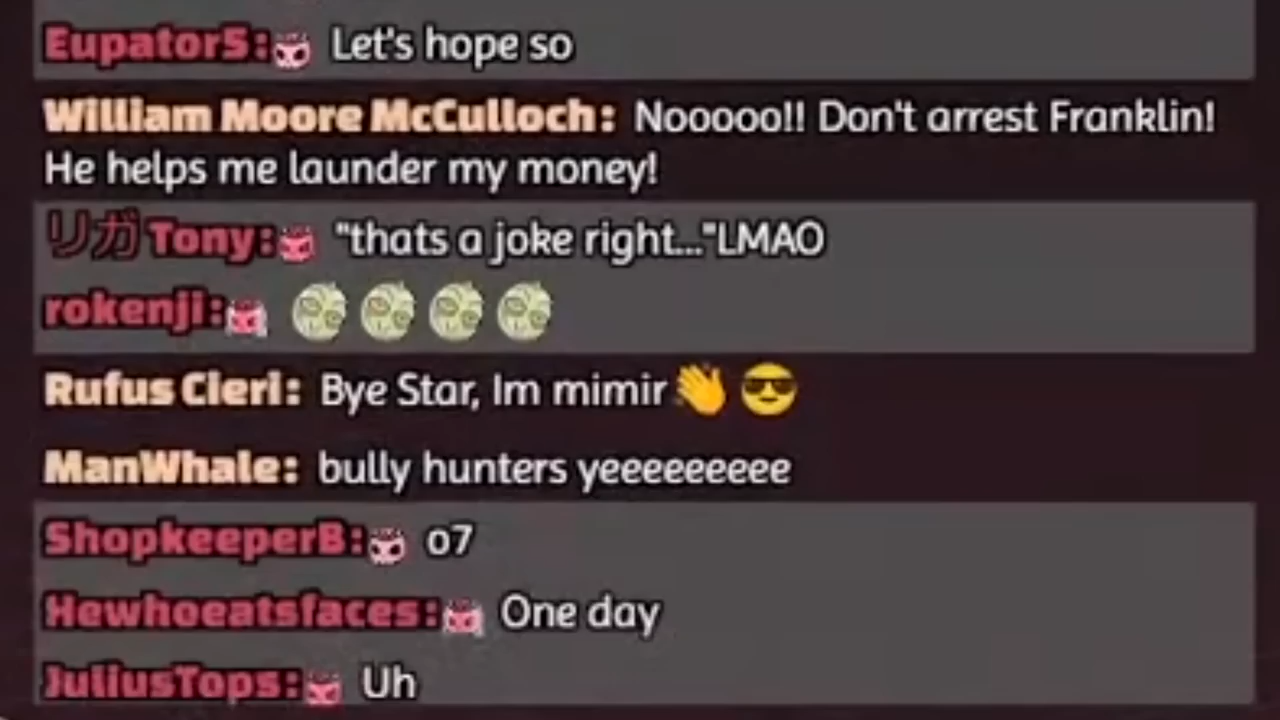 Eupator5: Let's hope so
William Moore McCulloch: Nooooo!! Don't arrest Franklin!
He helps me launder my money!
リガ Tony: "thats a joke right..."LMAO
rokenji:
Rufus Cieri: Bye Star, Im mimir👋 😎
ManWhale: bully hunters yeeeeeeeee
ShopkeeperB: o7
Hewhoeatsfaces: One day
JuliusTops: Uh